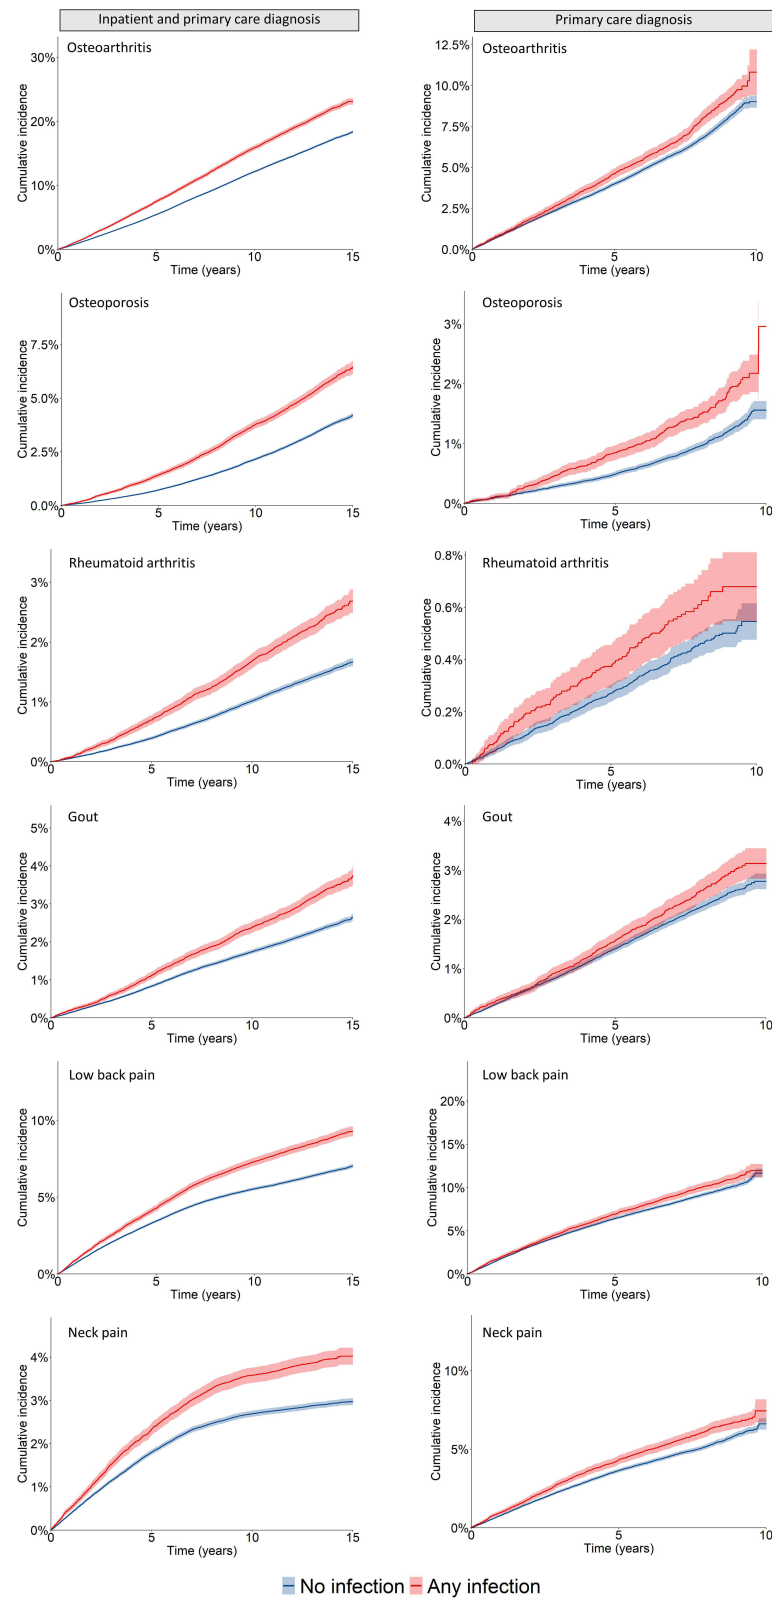 Inpatient and primary care diagnosis
Primary care diagnosis
Osteoarthritis
Cumulative incidence
30%
20%
10%
0%
0 5 10 15
Time (years)
Osteoarthritis
Cumulative incidence
12.5%
10.0%
7.5%
5.0%
2.5%
0.0%
0 5 10
Time (years)
Osteoporosis
Cumulative incidence
7.5%
5.0%
2.5%
0.0%
0 5 10 15
Time (years)
Osteoporosis
Cumulative incidence
3%
2%
1%
0%
0 5 10
Time (years)
Rheumatoid arthritis
Cumulative incidence
3%
2%
1%
0%
0 5 10 15
Time (years)
Rheumatoid arthritis
Cumulative incidence
0.8%
0.6%
0.4%
0.2%
0.0%
0 5 10
Time (years)
Gout
Cumulative incidence
5%
4%
3%
2%
1%
0%
0 5 10 15
Time (years)
Gout
Cumulative incidence
4%
3%
2%
1%
0%
0 5 10
Time (years)
Low back pain
Cumulative incidence
10%
5%
0%
0 5 10 15
Time (years)
Low back pain
Cumulative incidence
20%
15%
10%
5%
0%
0 5 10
Time (years)
Neck pain
Cumulative incidence
4%
3%
2%
1%
0%
0 5 10 15
Time (years)
Neck pain
Cumulative incidence
10%
5%
0%
0 5 10
Time (years)
No infection Any infection